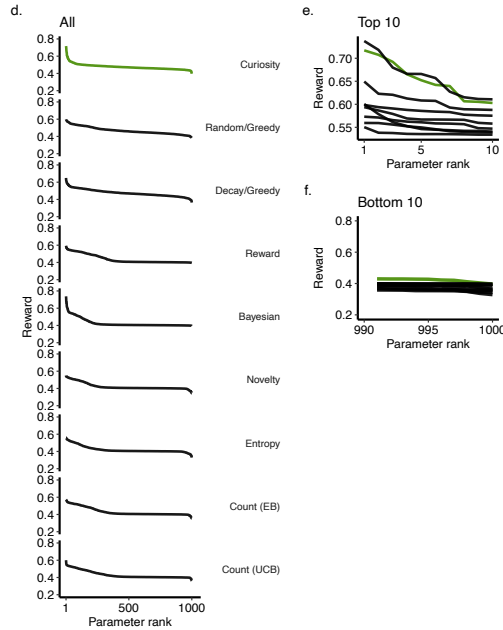 d.
All
0.8
0.6
0.4
0.2
Curiosity
0.8
0.6
0.4
0.2
Random/Greedy
0.8
0.6
0.4
0.2
Decay/Greedy
0.8
0.6
0.4
0.2
Reward
0.8
0.6
0.4
0.2
Bayesian
0.8
0.6
0.4
0.2
Novelty
0.8
0.6
0.4
0.2
Entropy
0.8
0.6
0.4
0.2
Count (EB)
0.8
0.6
0.4
0.2
Count (UCB)
Reward
1 500 1000
Parameter rank
e.
Top 10
Reward
0.70
0.65
0.60
0.55
1 5 10
Parameter rank
f.
Bottom 10
Reward
0.8
0.6
0.4
0.2
990 995 1000
Parameter rank